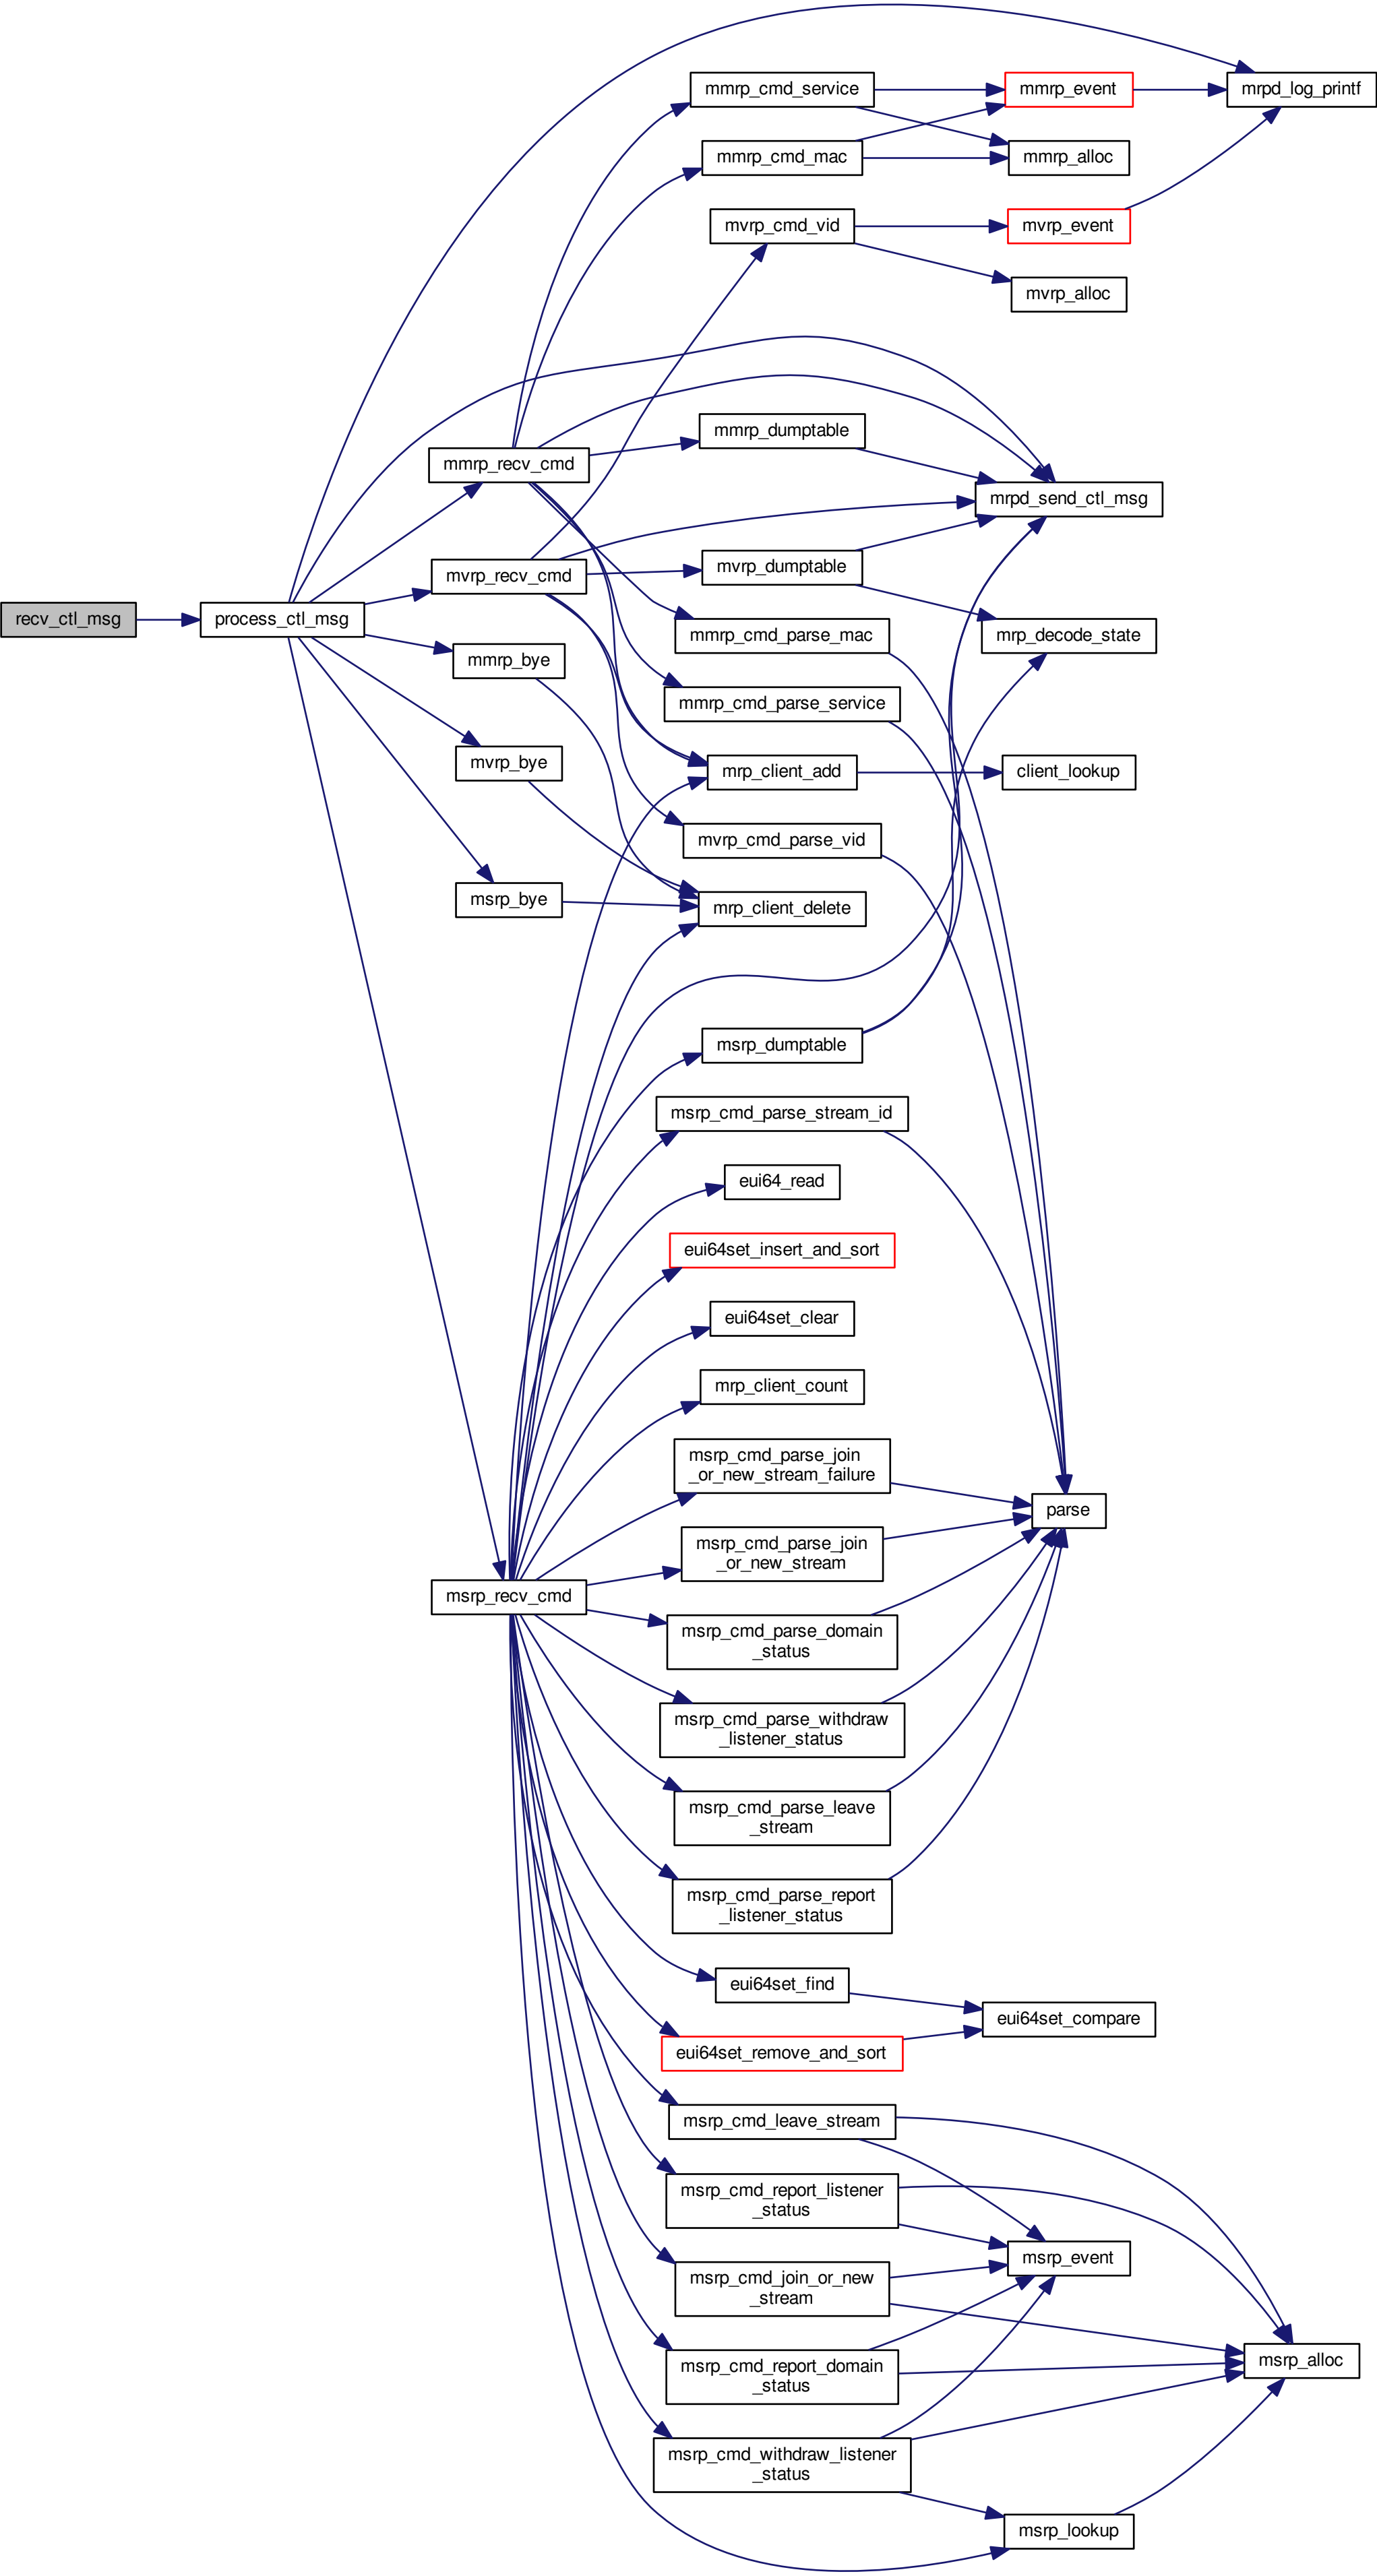 mmrp_cmd_service
mmrp_event
mrpd_log_printf
mmrp_cmd_mac
mmrp_alloc
mvrp_cmd_vid
mvrp_event
mvrp_alloc
mmrp_dumptable
mmrp_recv_cmd
mrpd_send_ctl_msg
mvrp_dumptable
mvrp_recv_cmd
recv_ctl_msg
process_ctl_msg
mmrp_cmd_parse_mac
mrp_decode_state
mmrp_bye
mmrp_cmd_parse_service
mvrp_bye
mrp_client_add
client_lookup
mvrp_cmd_parse_vid
msrp_bye
mrp_client_delete
msrp_dumptable
msrp_cmd_parse_stream_id
eui64_read
eui64set_insert_and_sort
eui64set_clear
mrp_client_count
msrp_cmd_parse_join
_or_new_stream_failure
parse
msrp_cmd_parse_join
_or_new_stream
msrp_recv_cmd
msrp_cmd_parse_domain
_status
msrp_cmd_parse_withdraw
_listener_status
msrp_cmd_parse_leave
_stream
msrp_cmd_parse_report
_listener_status
eui64set_find
eui64set_compare
eui64set_remove_and_sort
msrp_cmd_leave_stream
msrp_cmd_report_listener
_status
msrp_event
msrp_cmd_join_or_new
_stream
msrp_alloc
msrp_cmd_report_domain
_status
msrp_cmd_withdraw_listener
_status
msrp_lookup